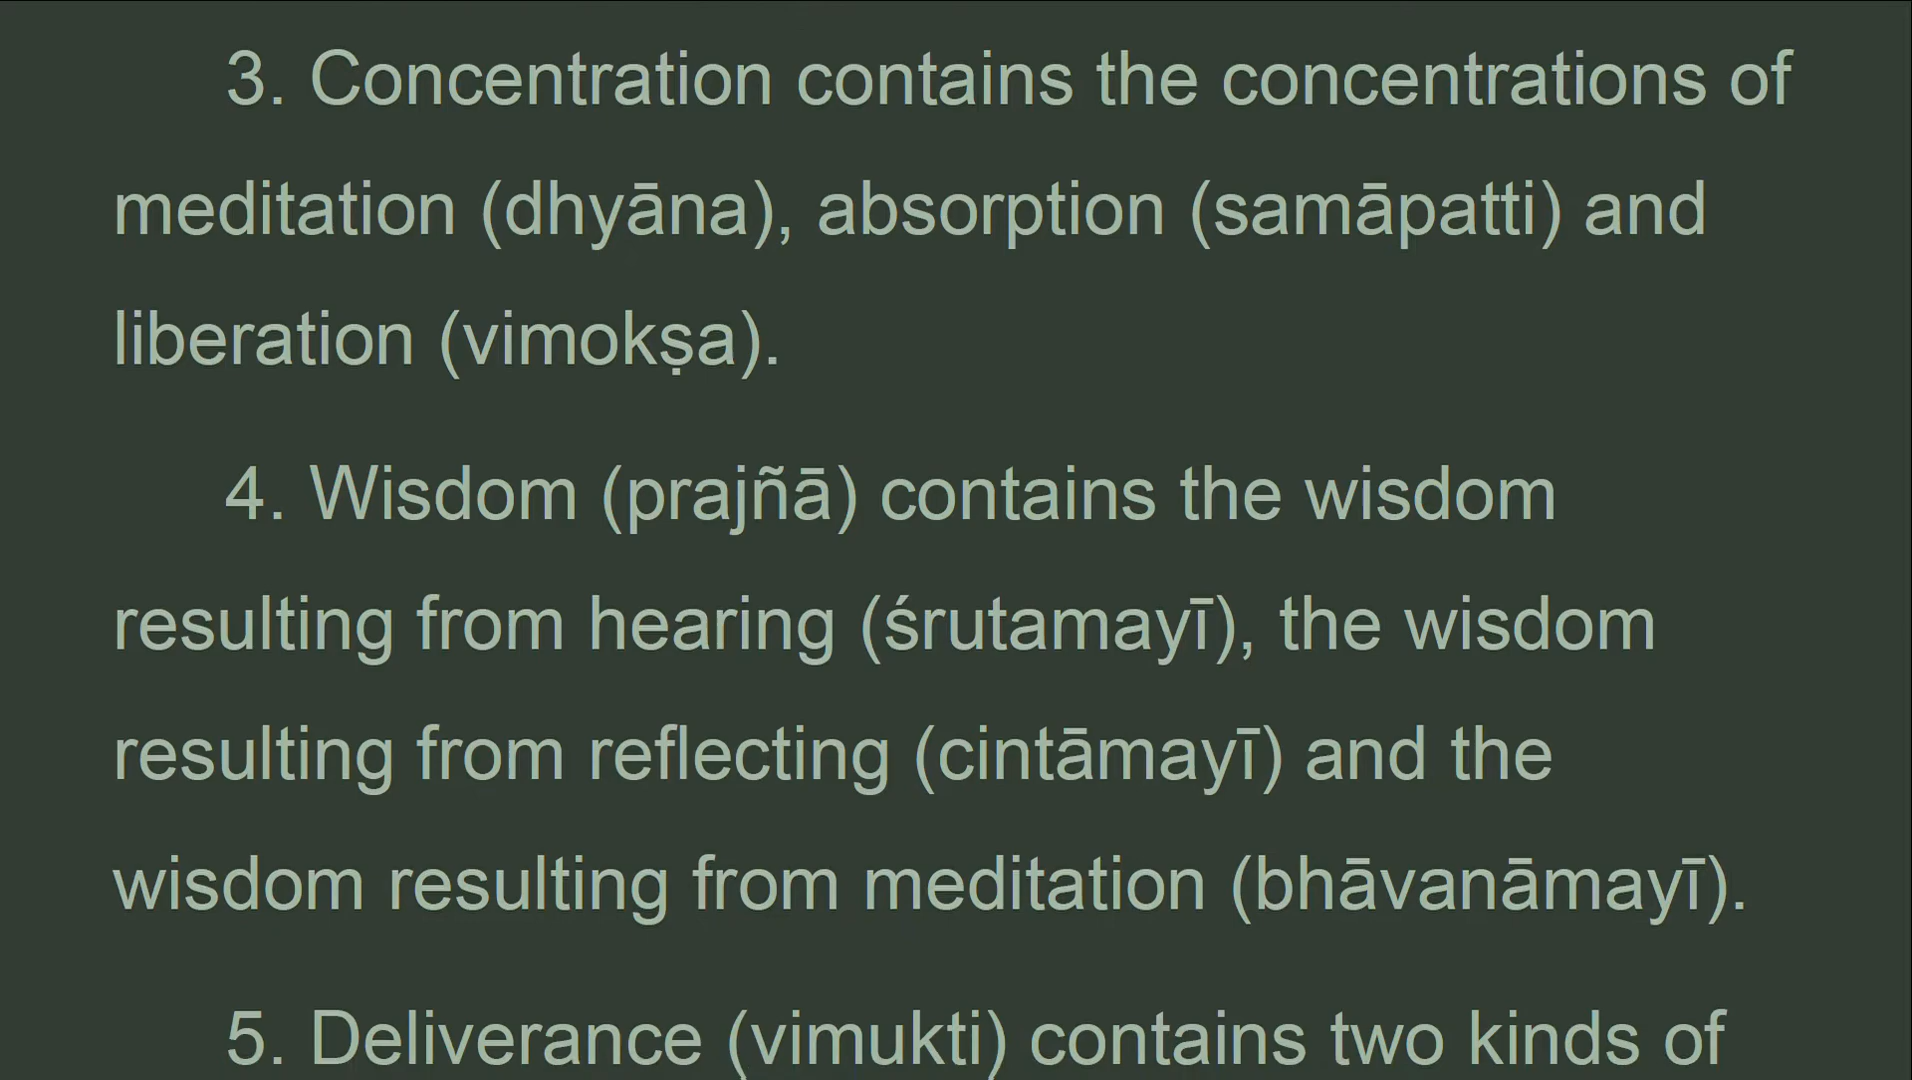 3. Concentration contains the concentrations of
meditation (dhyāna), absorption (samāpatti) and
liberation (vimokṣa).
4. Wisdom (prajñā) contains the wisdom
resulting from hearing (śrutamayī), the wisdom
resulting from reflecting (cintāmayī) and the
wisdom resulting from meditation (bhāvanāmayī).
5. Deliverance (vimukti) contains two kinds of